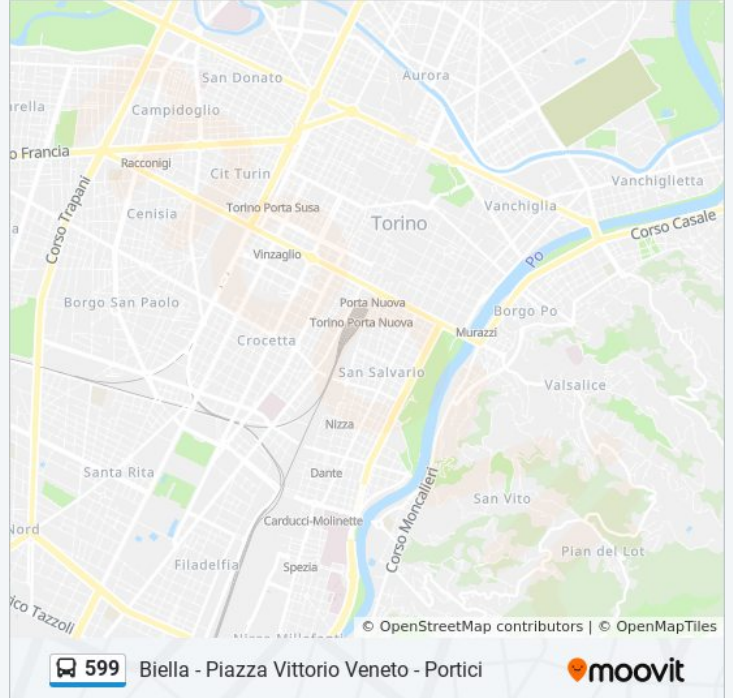 San Donato
Aurora
arella
Campidoglio
o Francia
Racconigi
Cit Turin
Vanchiglietta
Corso Trapani
Cenisia
Torino Porta Susa
Vanchiglia
Torino
Corso Casale
a
Vinzaglio
Po
Borgo San Paolo
Porta Nuova
Torino Porta Nuova
Borgo Po
Murazzi
Crocetta
San Salvario
Valsalice
Nizza
Santa Rita
Dante
San Vito
Corso Moncalieri
Nord
Carducci-Molinette
Pian del Lot
Filadelfia
Spezia
ico Tazzoli
© OpenStreetMap contributors | © OpenMapTiles
599 Biella - Piazza Vittorio Veneto - Portici
moovit